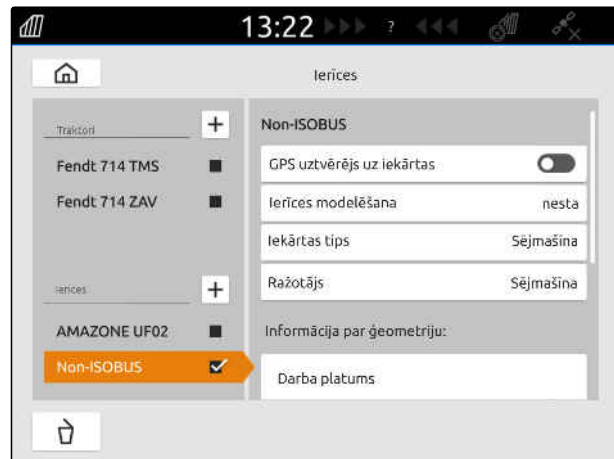 13:22 ?
Ierīces
Traktori
Fendt 714 TMS
Fendt 714 ZAV
Ierīces
AMAZONE UF02
Non-ISOBUS
Non-ISOBUS
GPS uztvērējs uz iekārtas
Ierīces modelēšana nesta
Iekārtas tips Sējmašīna
Ražotājs Sējmašīna
Informācija par ģeometriju:
Darba platums